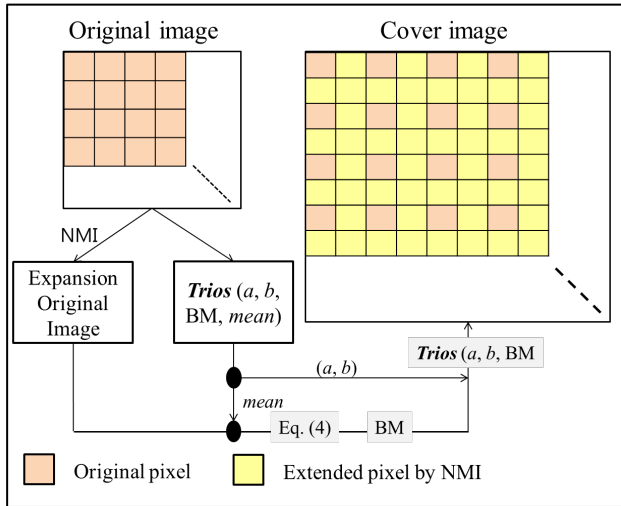 Original image
Cover image
NMI
Expansion
Original
Image
Trios (a, b,
BM, mean)
Trios (a, b, BM
(a, b)
mean
Eq. (4)
BM
Original pixel
Extended pixel by NMI